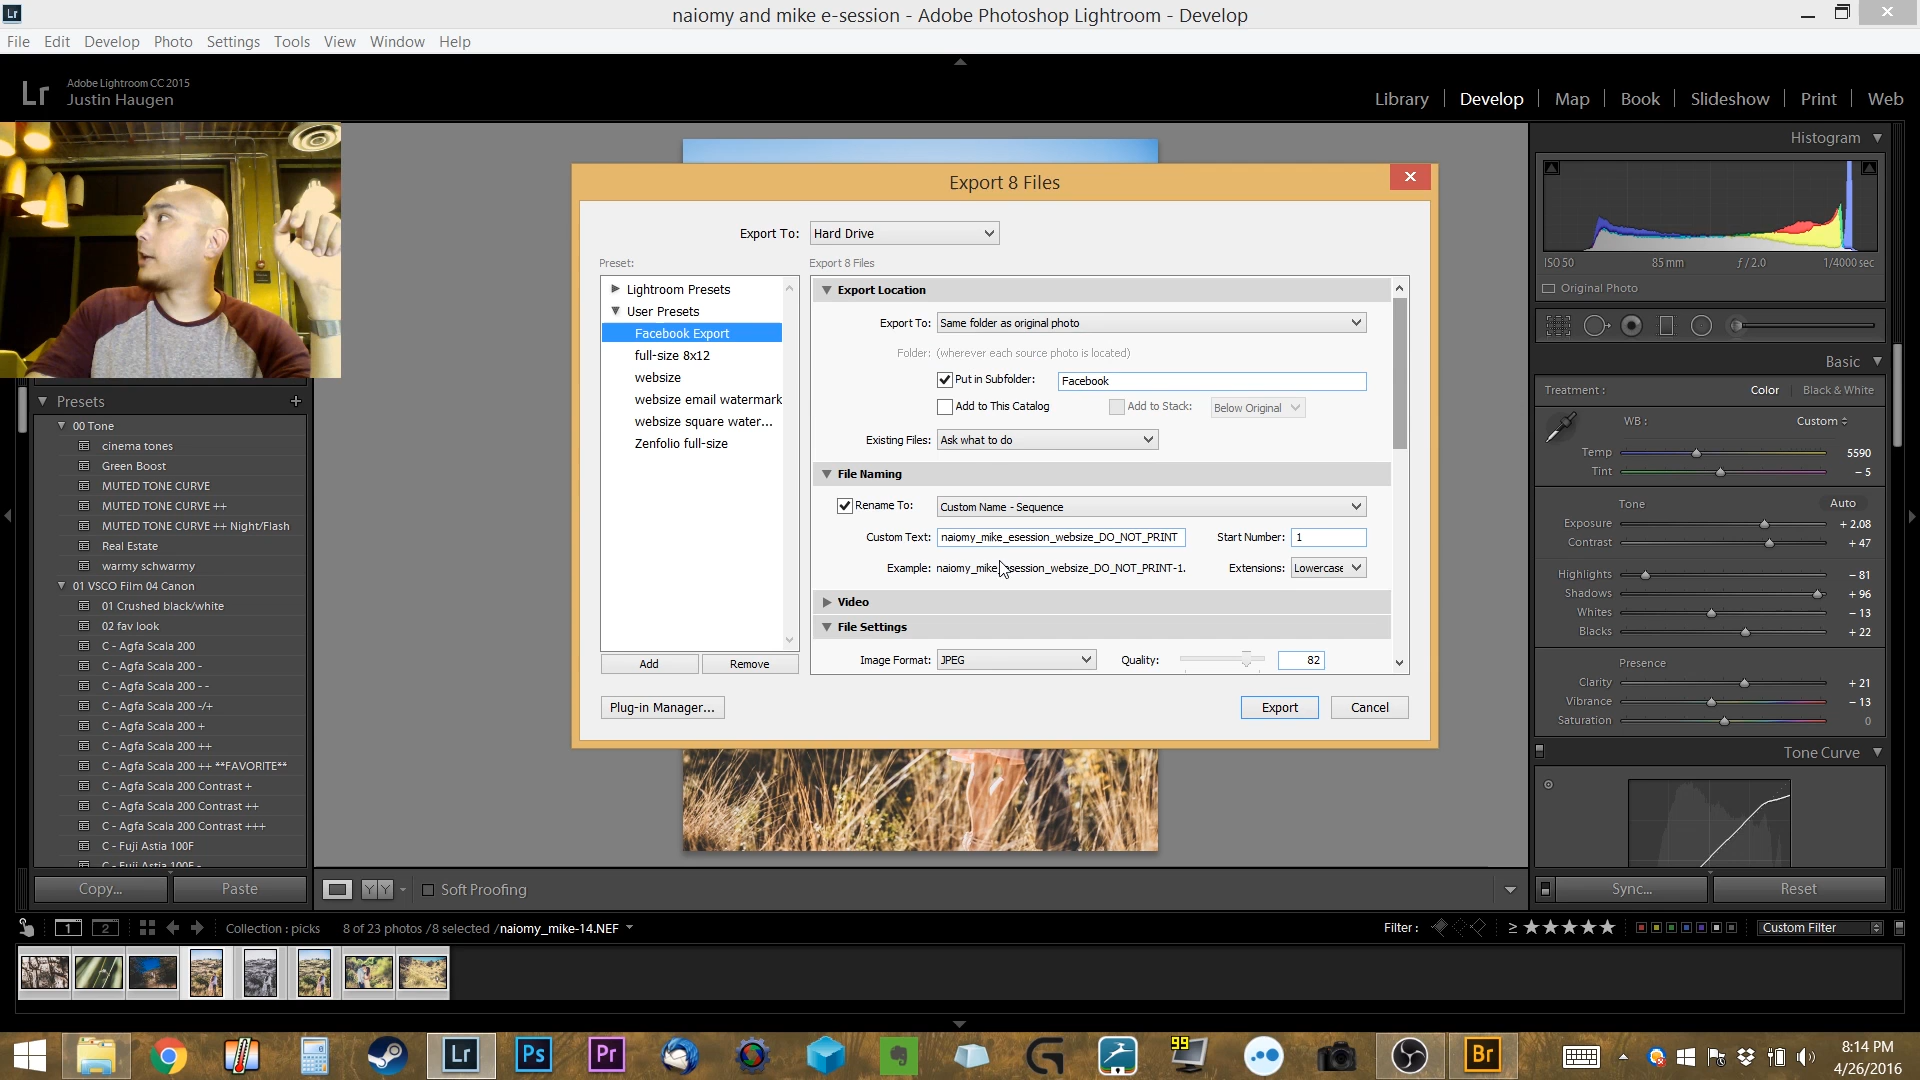 naiomy and mike e-session - Adobe Photoshop Lightroom - Develop
File Edit Develop Photo Settings Tools View Window Help
Lr Adobe Lightroom CC 2015
Justin Haugen
Library Develop Map Book Slideshow Print Web
Histogram
ISO 50 85 mm ƒ / 2.0 1/4000 sec
Original Photo
Basic
Treatment : Color Black & White
WB : Custom
Temp 5590
Tint – 5
Tone Auto
Exposure + 2.08
Contrast + 47
Highlights – 81
Shadows + 96
Whites – 13
Blacks + 22
Presence
Clarity + 21
Vibrance – 13
Saturation 0
Tone Curve
Sync... Reset
Presets +
00 Tone
cinema tones
Green Boost
MUTED TONE CURVE
MUTED TONE CURVE ++
MUTED TONE CURVE ++ Night/Flash
Real Estate
warmy schwarmy
01 VSCO Film 04 Canon
01 Crushed black/white
02 fav look
C - Agfa Scala 200
C - Agfa Scala 200 -
C - Agfa Scala 200 - -
C - Agfa Scala 200 -/+
C - Agfa Scala 200 +
C - Agfa Scala 200 ++
C - Agfa Scala 200 ++ **FAVORITE**
C - Agfa Scala 200 Contrast +
C - Agfa Scala 200 Contrast ++
C - Agfa Scala 200 Contrast +++
C - Fuji Astia 100F
C - Fuji Astia 100F -
Copy... Paste
Export 8 Files
Export To: Hard Drive
Preset:
Lightroom Presets
User Presets
Facebook Export
full-size 8x12
websize
websize email watermark
websize square water...
Zenfolio full-size
Add Remove
Plug-in Manager...
Export 8 Files
Export Location
Export To: Same folder as original photo
Folder: (wherever each source photo is located)
Put in Subfolder: Facebook
Add to This Catalog Add to Stack: Below Original
Existing Files: Ask what to do
File Naming
Rename To: Custom Name - Sequence
Custom Text: naiomy_mike_esession_websize_DO_NOT_PRINT Start Number: 1
Example: naiomy_mike_esession_websize_DO_NOT_PRINT-1. Extensions: Lowercase
Video
File Settings
Image Format: JPEG Quality: 82
Export Cancel
Y Y Soft Proofing
1 2 Collection : picks 8 of 23 photos /8 selected /naiomy_mike-14.NEF
Filter : ≥ Custom Filter
Lr Ps Pr 99 Br
8:14 PM
4/26/2016